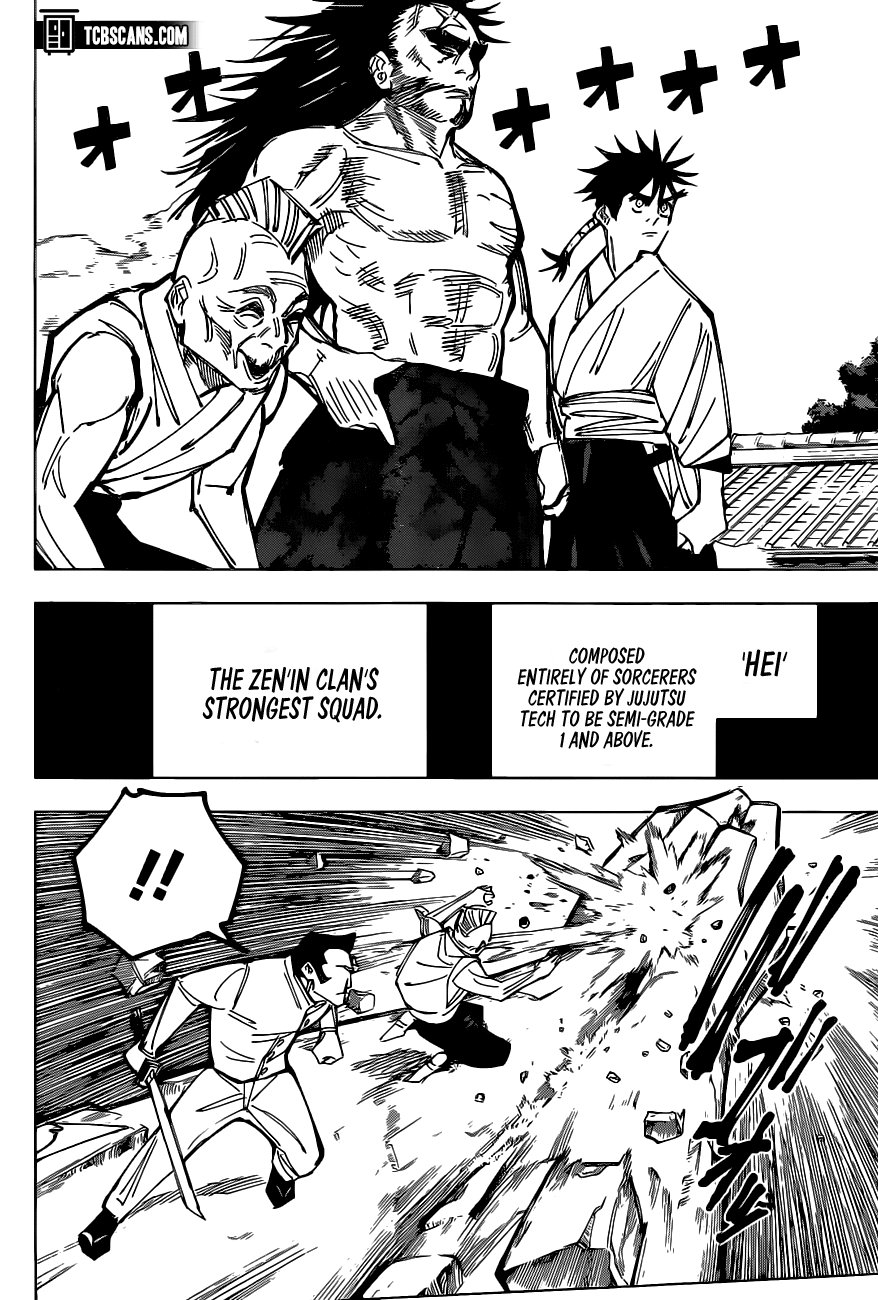 TCBSCANS.COM
オオオオオオ
'HEI'
COMPOSED
ENTIRELY OF SORCERERS
CERTIFIED BY JUJUTSU
TECH TO BE SEMI-GRADE
1 AND ABOVE.
THE ZEN'IN CLAN'S
STRONGEST SQUAD.
!!